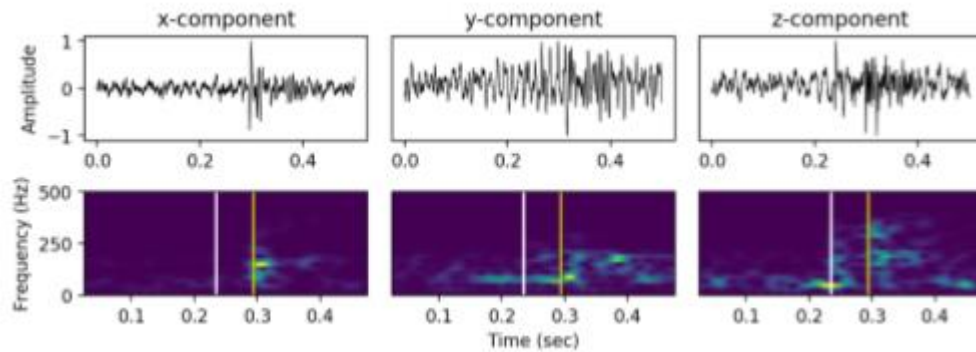 x-component y-component z-component
Amplitude
1
0
−1
0.0 0.2 0.4 0.0 0.2 0.4 0.0 0.2 0.4
Frequency (Hz)
500
250
0
0.1 0.2 0.3 0.4 0.1 0.2 0.3 0.4 0.1 0.2 0.3 0.4
Time (sec)